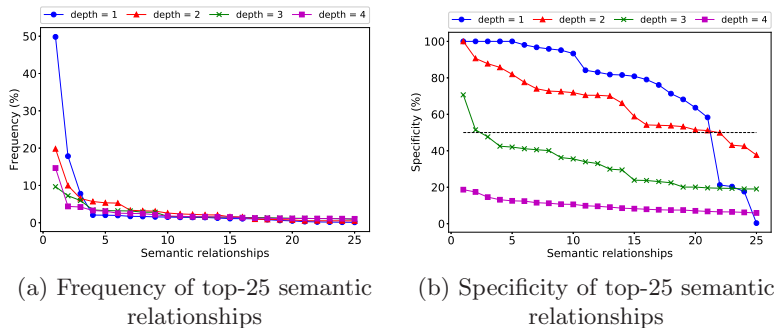 depth = 1 depth = 2 depth = 3 depth = 4
50
40
30
20
10
0
Frequency (%)
0 5 10 15 20 25
Semantic relationships
(a) Frequency of top-25 semantic
relationships
depth = 1 depth = 2 depth = 3 depth = 4
100
80
60
40
20
0
Specificity (%)
0 5 10 15 20 25
Semantic relationships
(b) Specificity of top-25 semantic
relationships